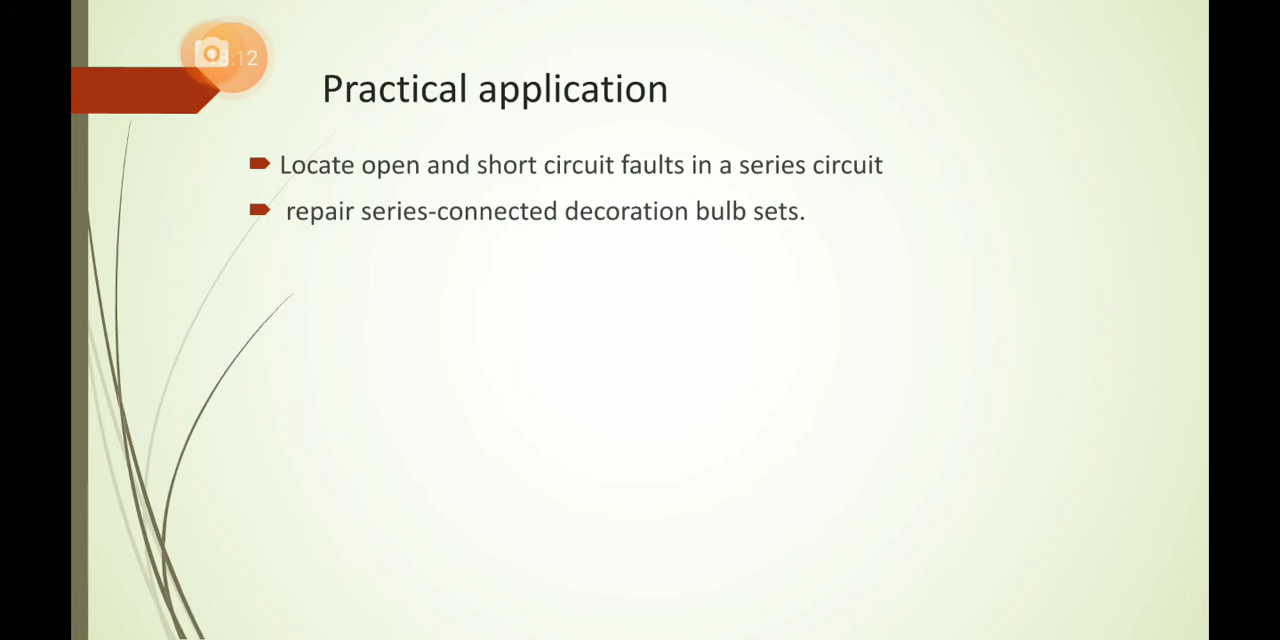 Practical application
Locate open and short circuit faults in a series circuit
repair series-connected decoration bulb sets.